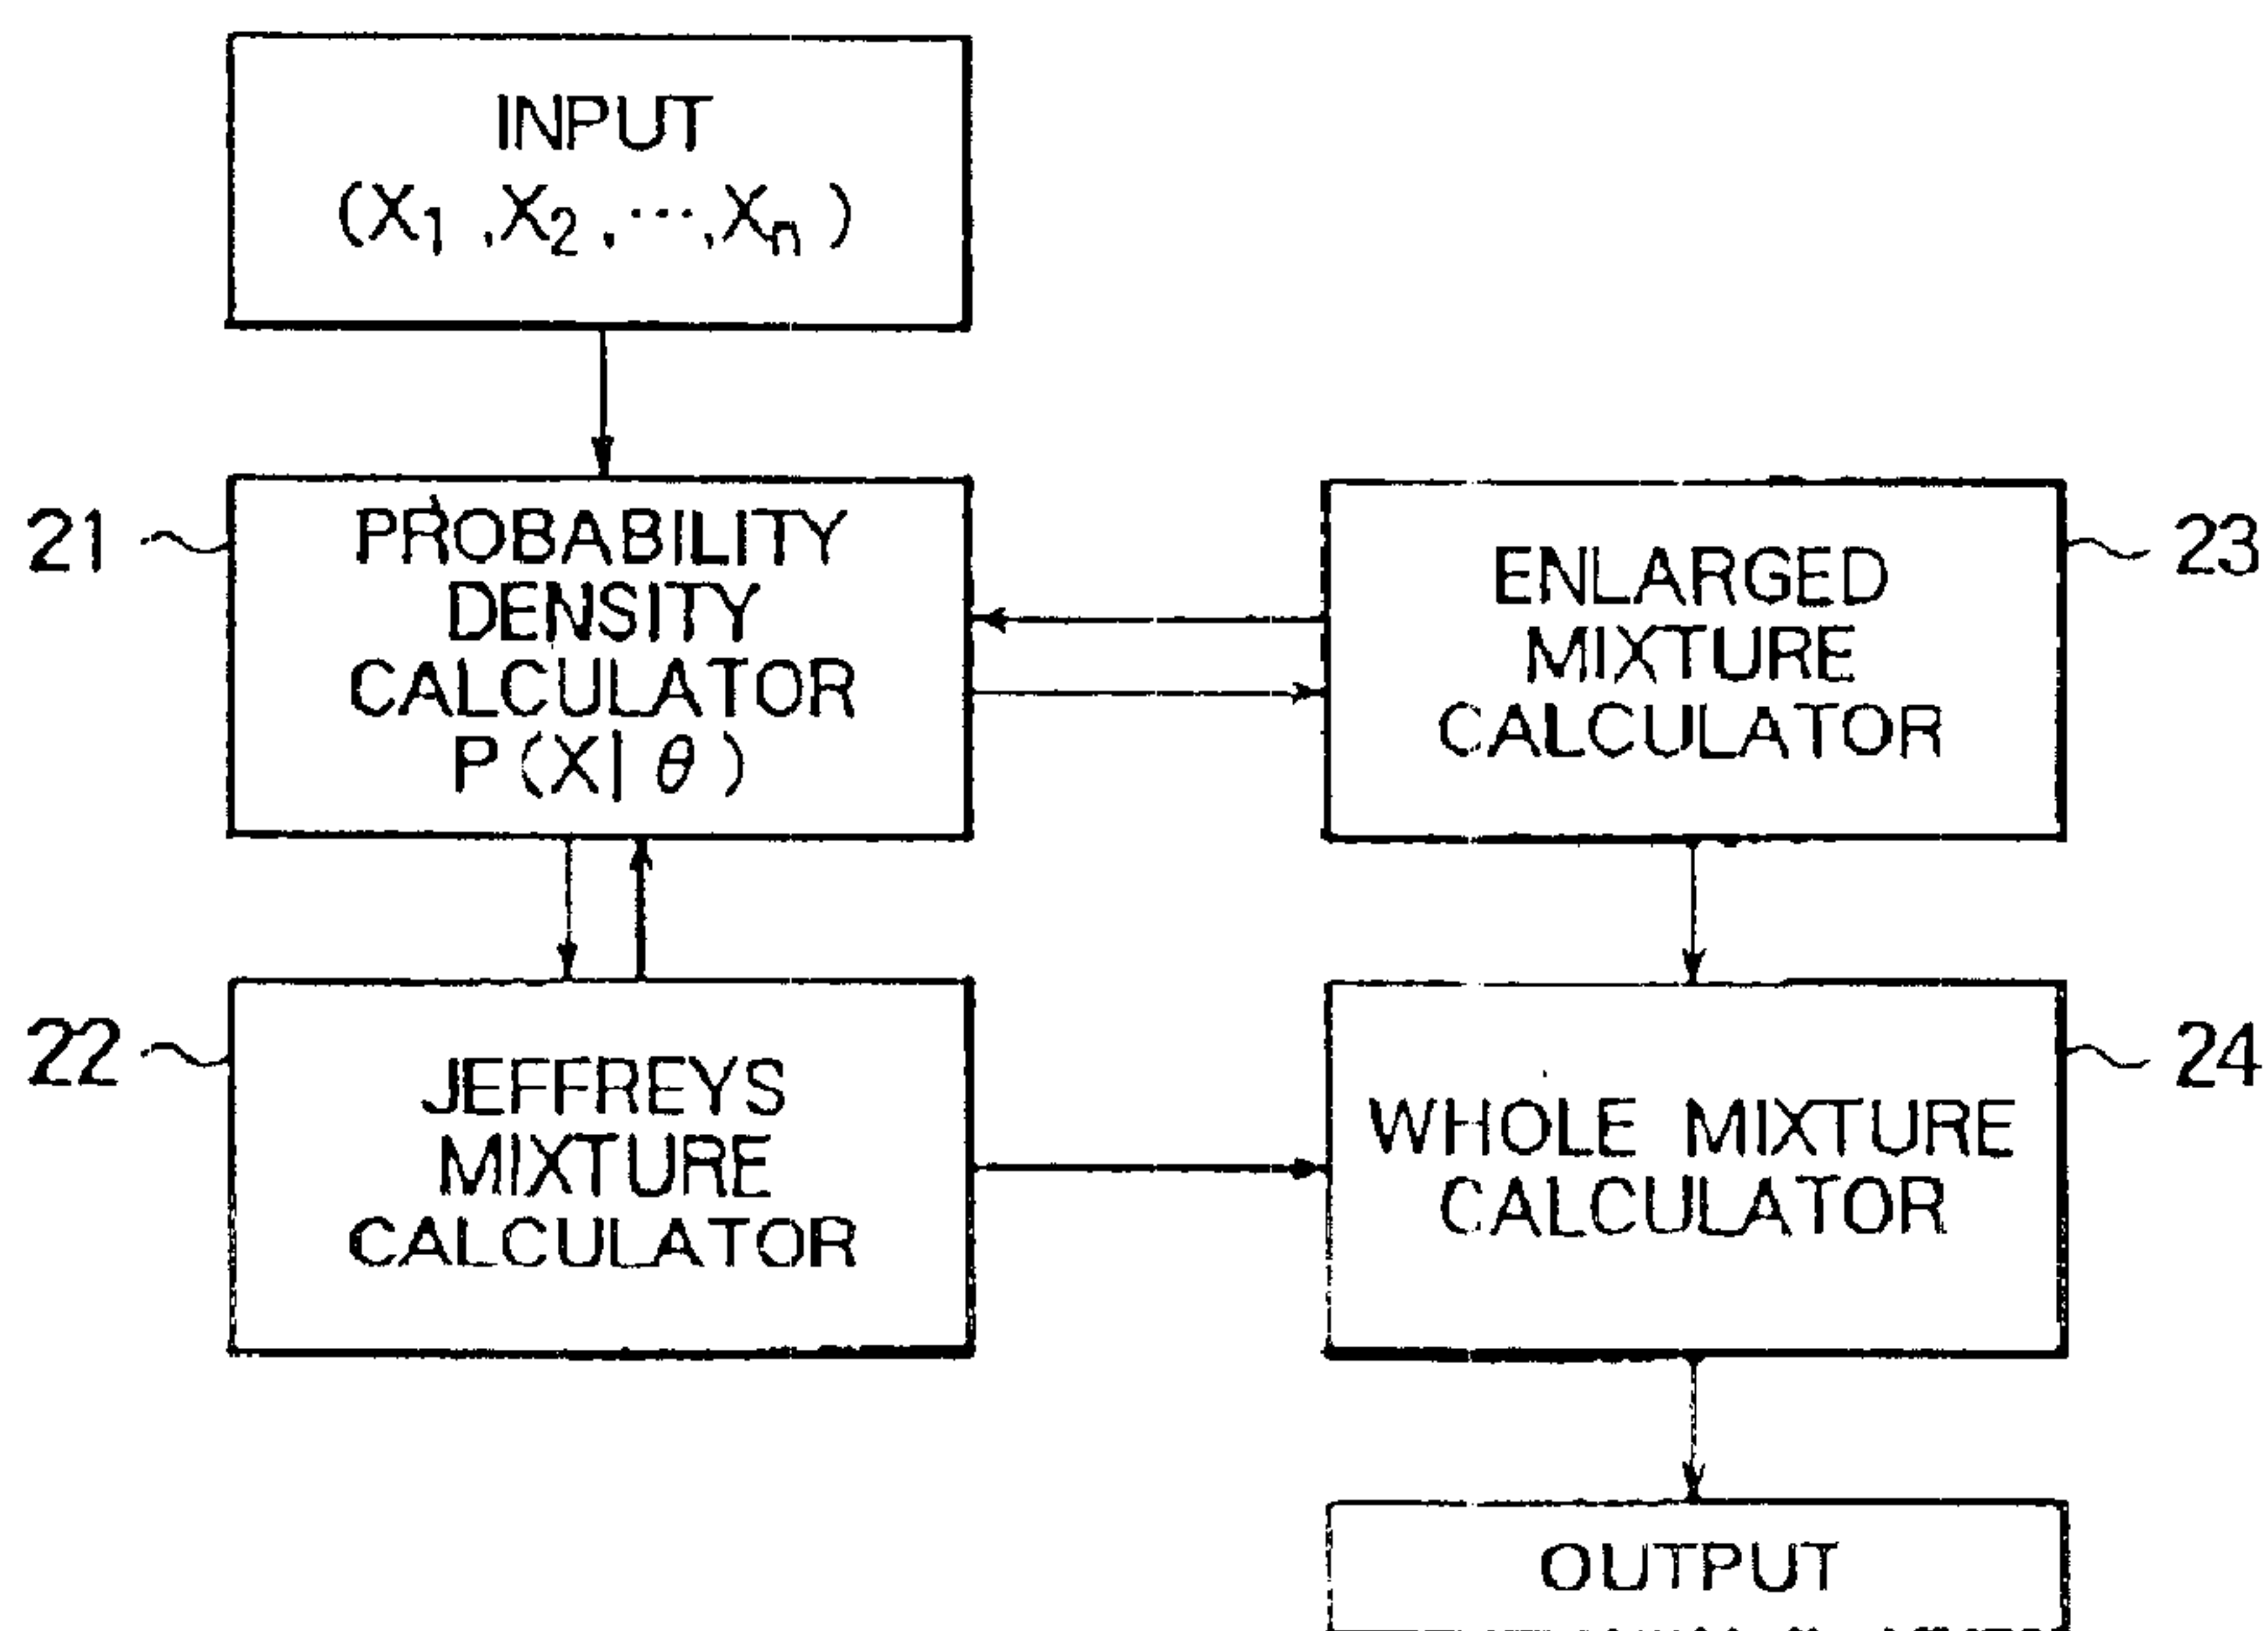 INPUT
(X₁ ,X₂ ,⋯,Xₙ )
21
PROBABILITY
DENSITY
CALCULATOR
P (X| θ )
ENLARGED
MIXTURE
CALCULATOR
23
22
JEFFREYS
MIXTURE
CALCULATOR
WHOLE MIXTURE
CALCULATOR
24
OUTPUT